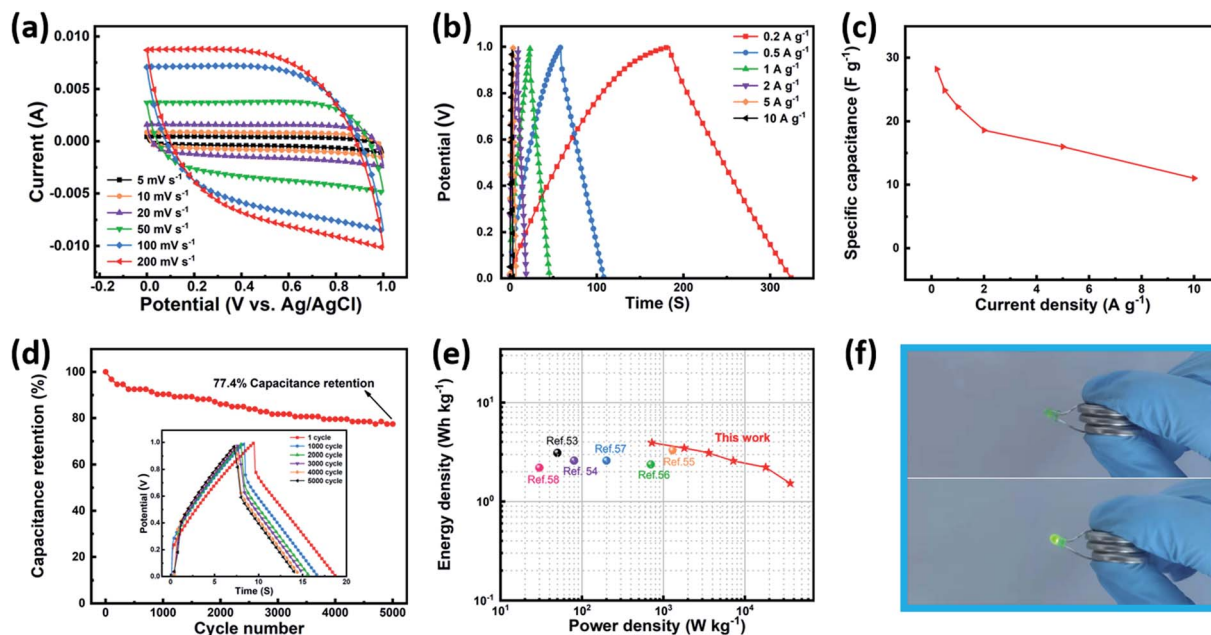 (a)
0.010
0.005
0.000
-0.005
-0.010
Current (A)
5 mV s⁻¹
10 mV s⁻¹
20 mV s⁻¹
50 mV s⁻¹
100 mV s⁻¹
200 mV s⁻¹
-0.2 0.0 0.2 0.4 0.6 0.8 1.0
Potential (V vs. Ag/AgCl)
(b)
1.0
0.8
0.6
0.4
0.2
0.0
Potential (V)
0.2 A g⁻¹
0.5 A g⁻¹
1 A g⁻¹
2 A g⁻¹
5 A g⁻¹
10 A g⁻¹
0 100 200 300
Time (S)
(c)
30
20
10
0
Specific capacitance (F g⁻¹)
0 2 4 6 8 10
Current density (A g⁻¹)
(d)
100
80
60
40
20
0
Capacitance retention (%)
77.4% Capacitance retention
1.0
0.8
0.6
0.4
0.2
0.0
Potential (V )
1 cycle
1000 cycle
2000 cycle
3000 cycle
4000 cycle
5000 cycle
0 5 10 15 20
Time (S)
0 1000 2000 3000 4000 5000
Cycle number
(e)
10¹
10⁰
10⁻¹
Energy density (Wh kg⁻¹)
This work
Ref.53
Ref.57
Ref.55
Ref. 54
Ref.56
Ref.58
10¹ 10² 10³ 10⁴
Power density (W kg⁻¹)
(f)